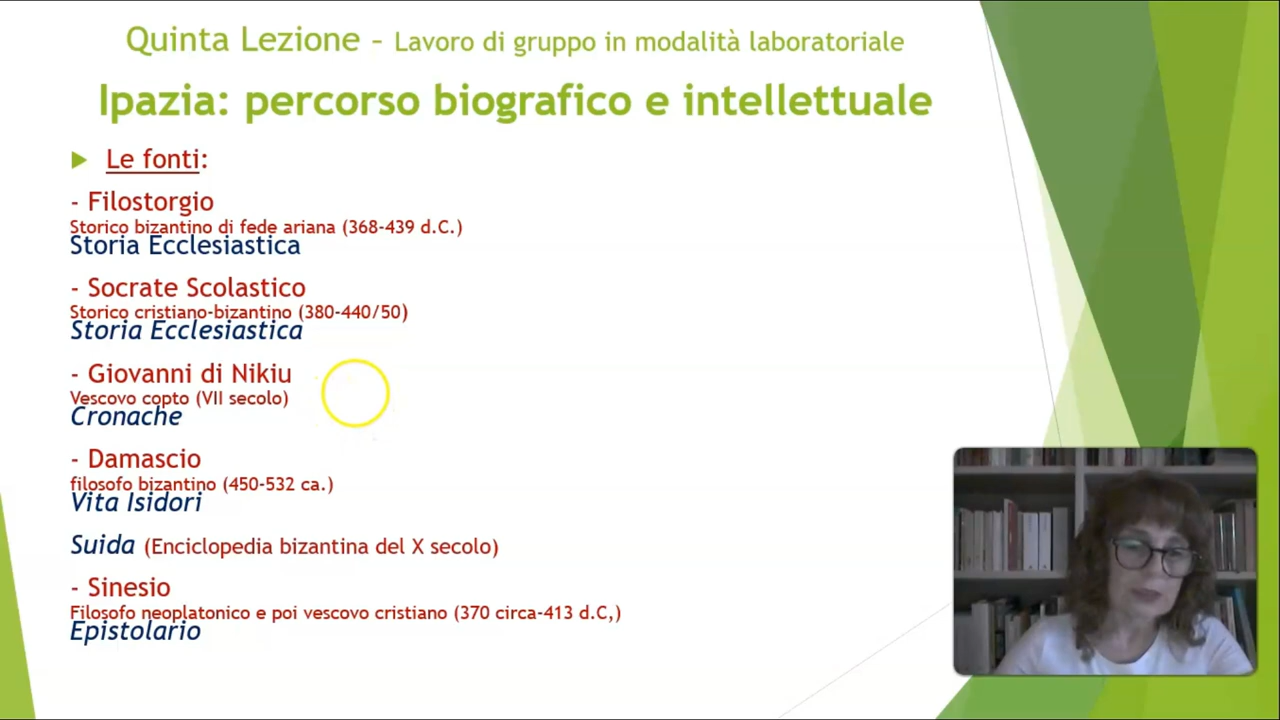 Quinta Lezione – Lavoro di gruppo in modalità laboratoriale
Ipazia: percorso biografico e intellettuale
Le fonti:
- Filostorgio
Storico bizantino di fede ariana (368-439 d.C.)
Storia Ecclesiastica
- Socrate Scolastico
Storico cristiano-bizantino (380-440/50)
Storia Ecclesiastica
- Giovanni di Nikiu
Vescovo copto (VII secolo)
Cronache
- Damascio
filosofo bizantino (450-532 ca.)
Vita Isidori
Suida (Enciclopedia bizantina del X secolo)
- Sinesio
Filosofo neoplatonico e poi vescovo cristiano (370 circa-413 d.C,)
Epistolario